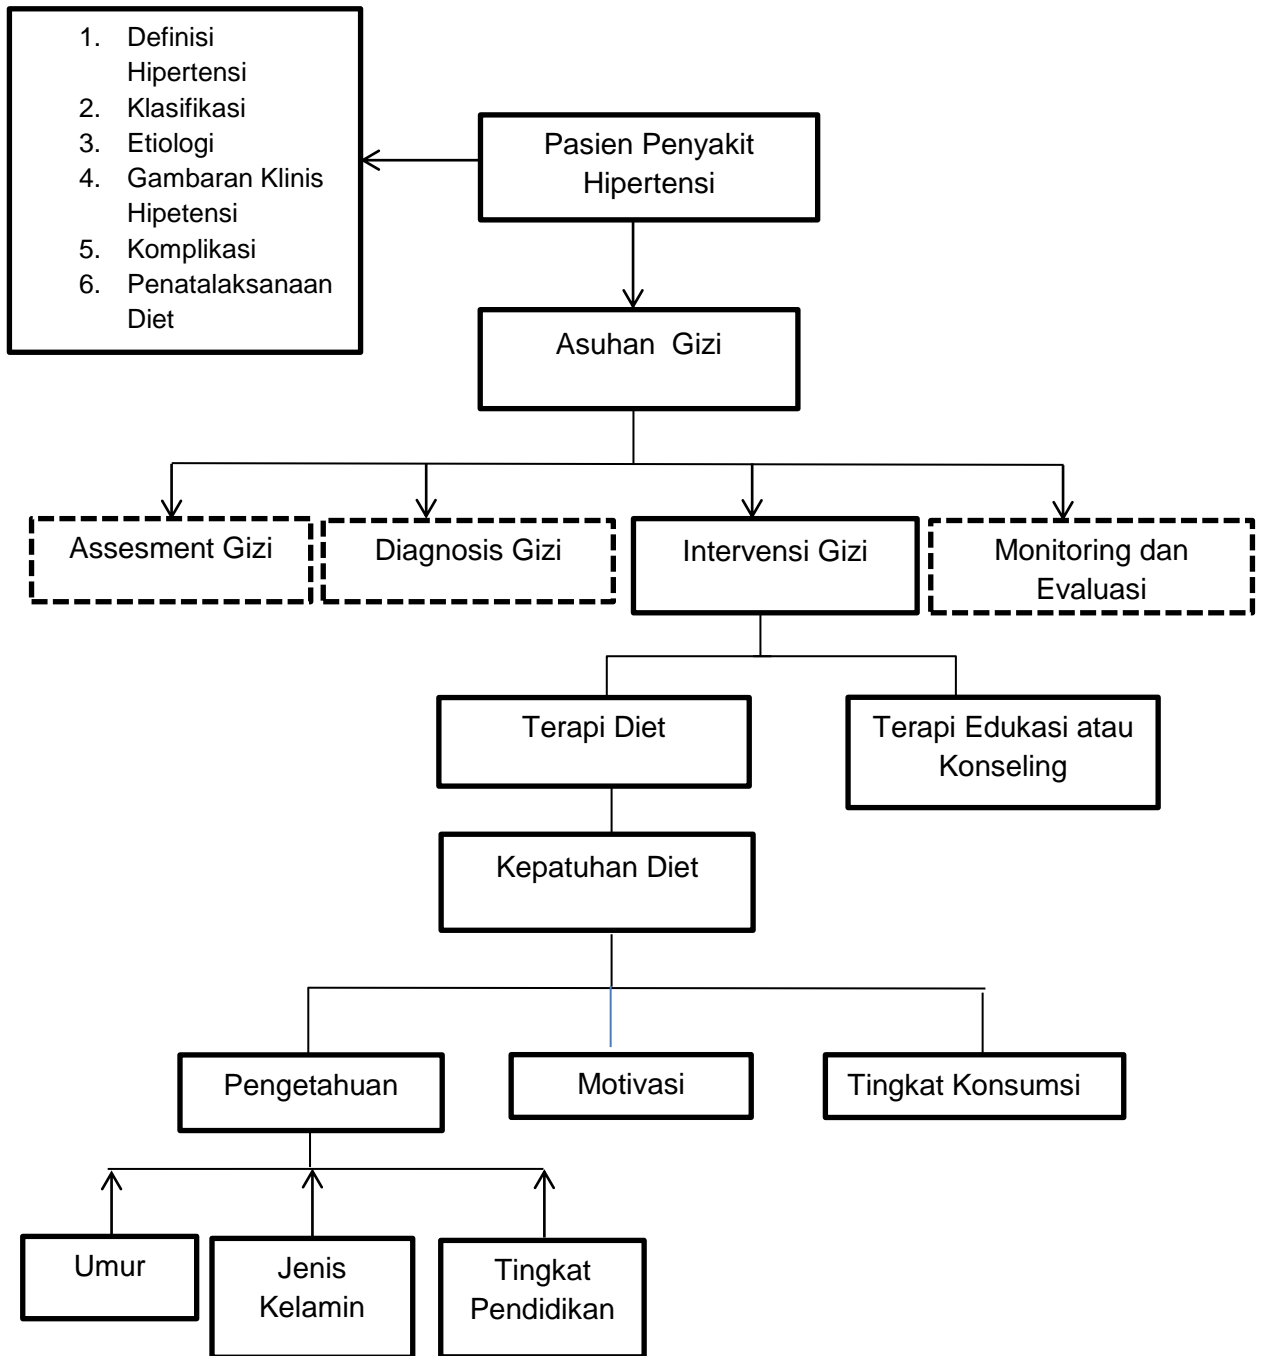 1. Definisi
Hipertensi
2. Klasifikasi
3. Etiologi
4. Gambaran Klinis
Hipetensi
5. Komplikasi
6. Penatalaksanaan
Diet
Pasien Penyakit
Hipertensi
Asuhan Gizi
Assesment Gizi
Diagnosis Gizi
Intervensi Gizi
Monitoring dan
Evaluasi
Terapi Diet
Terapi Edukasi atau
Konseling
Kepatuhan Diet
Pengetahuan
Motivasi
Tingkat Konsumsi
Umur
Jenis
Kelamin
Tingkat
Pendidikan